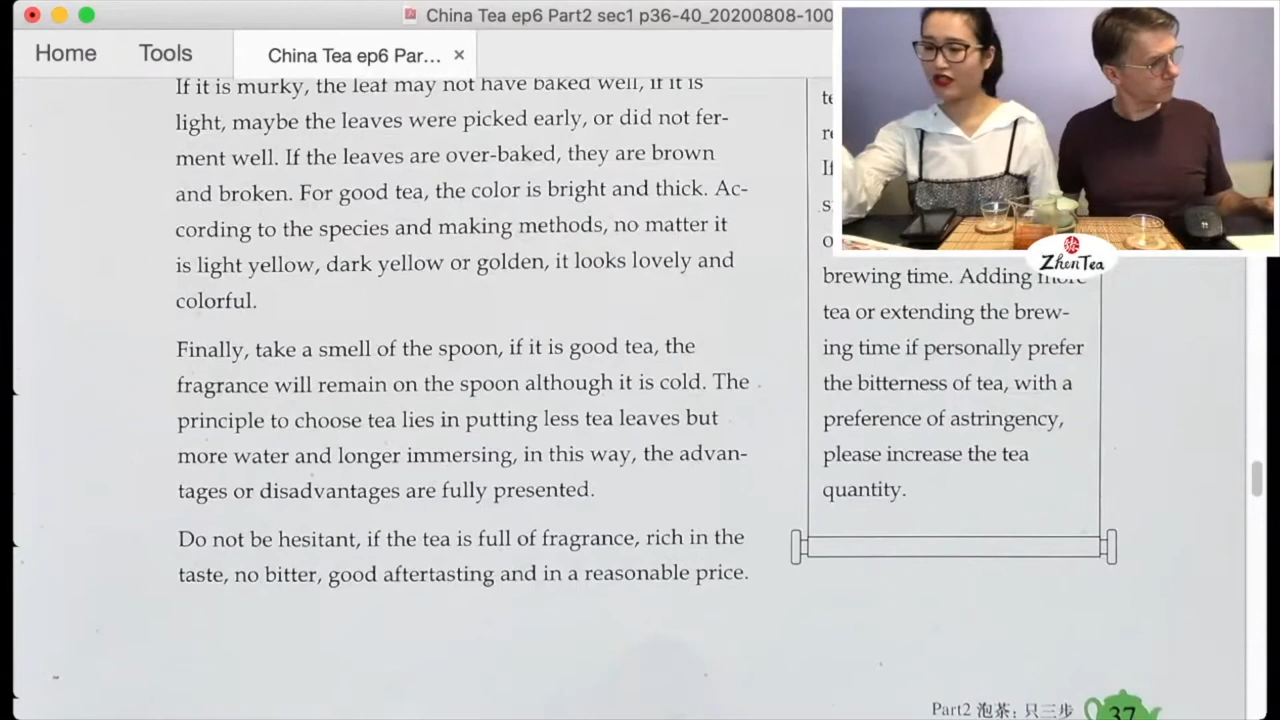 China Tea ep6 Part2 sec1 p36-40_20200808-100
Home
Tools
China Tea ep6 Par...
If it is murky, the leaf may not have baked well, if it is
light, maybe the leaves were picked early, or did not fer-
ment well. If the leaves are over-baked, they are brown
and broken. For good tea, the color is bright and thick. Ac-
cording to the species and making methods, no matter it
is light yellow, dark yellow or golden, it looks lovely and
colorful.
Finally, take a smell of the spoon, if it is good tea, the
fragrance will remain on the spoon although it is cold. The
principle to choose tea lies in putting less tea leaves but
more water and longer immersing, in this way, the advan-
tages or disadvantages are fully presented.
Do not be hesitant, if the tea is full of fragrance, rich in the
taste, no bitter, good aftertasting and in a reasonable price.
te
re
If
s
o
brewing time. Adding more
tea or extending the brew-
ing time if personally prefer
the bitterness of tea, with a
preference of astringency,
please increase the tea
quantity.
ZhenTea
Part2 泡茶：只三步
37